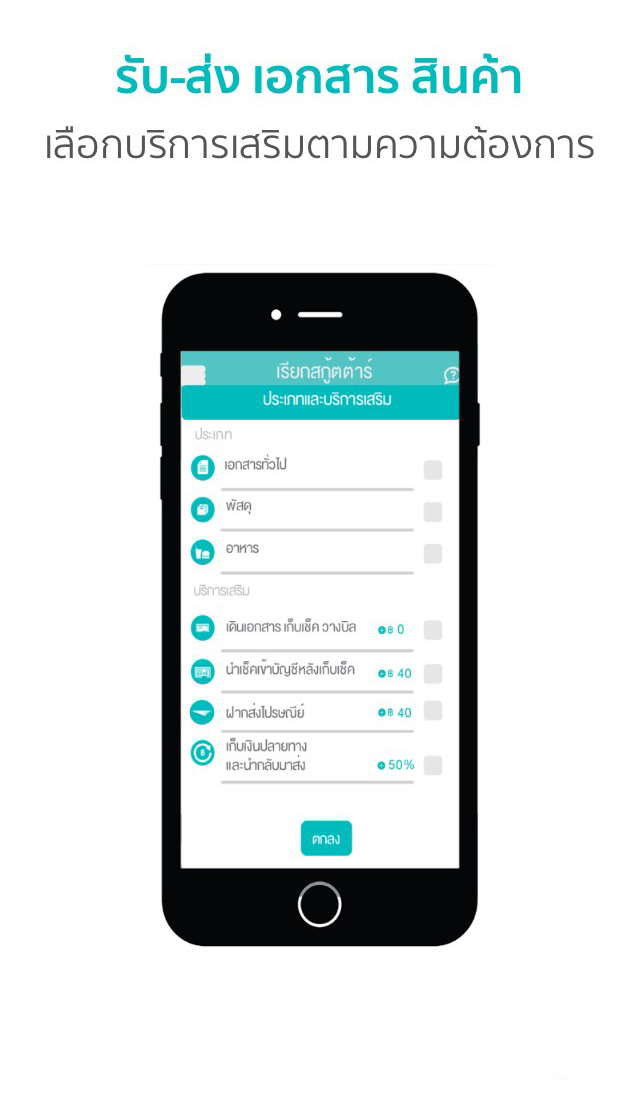 รับ-ส่ง เอกสาร สินค้า
เลือกบริการเสริมตามความต้องการ
เรียกสกู๊ตต้าร์
?
ประเภทและบริการเสริม
ประเภท
เอกสารทั่วไป
พัสดุ
อาหาร
บริการเสริม
เดินเอกสาร เก็บเช็ค วางบิล +฿ 0
นำเช็คเข้าบัญชีหลังเก็บเช็ค +฿ 40
ฝากส่งไปรษณีย์ +฿ 40
เก็บเงินปลายทาง
และนำกลับมาส่ง +50%
ตกลง